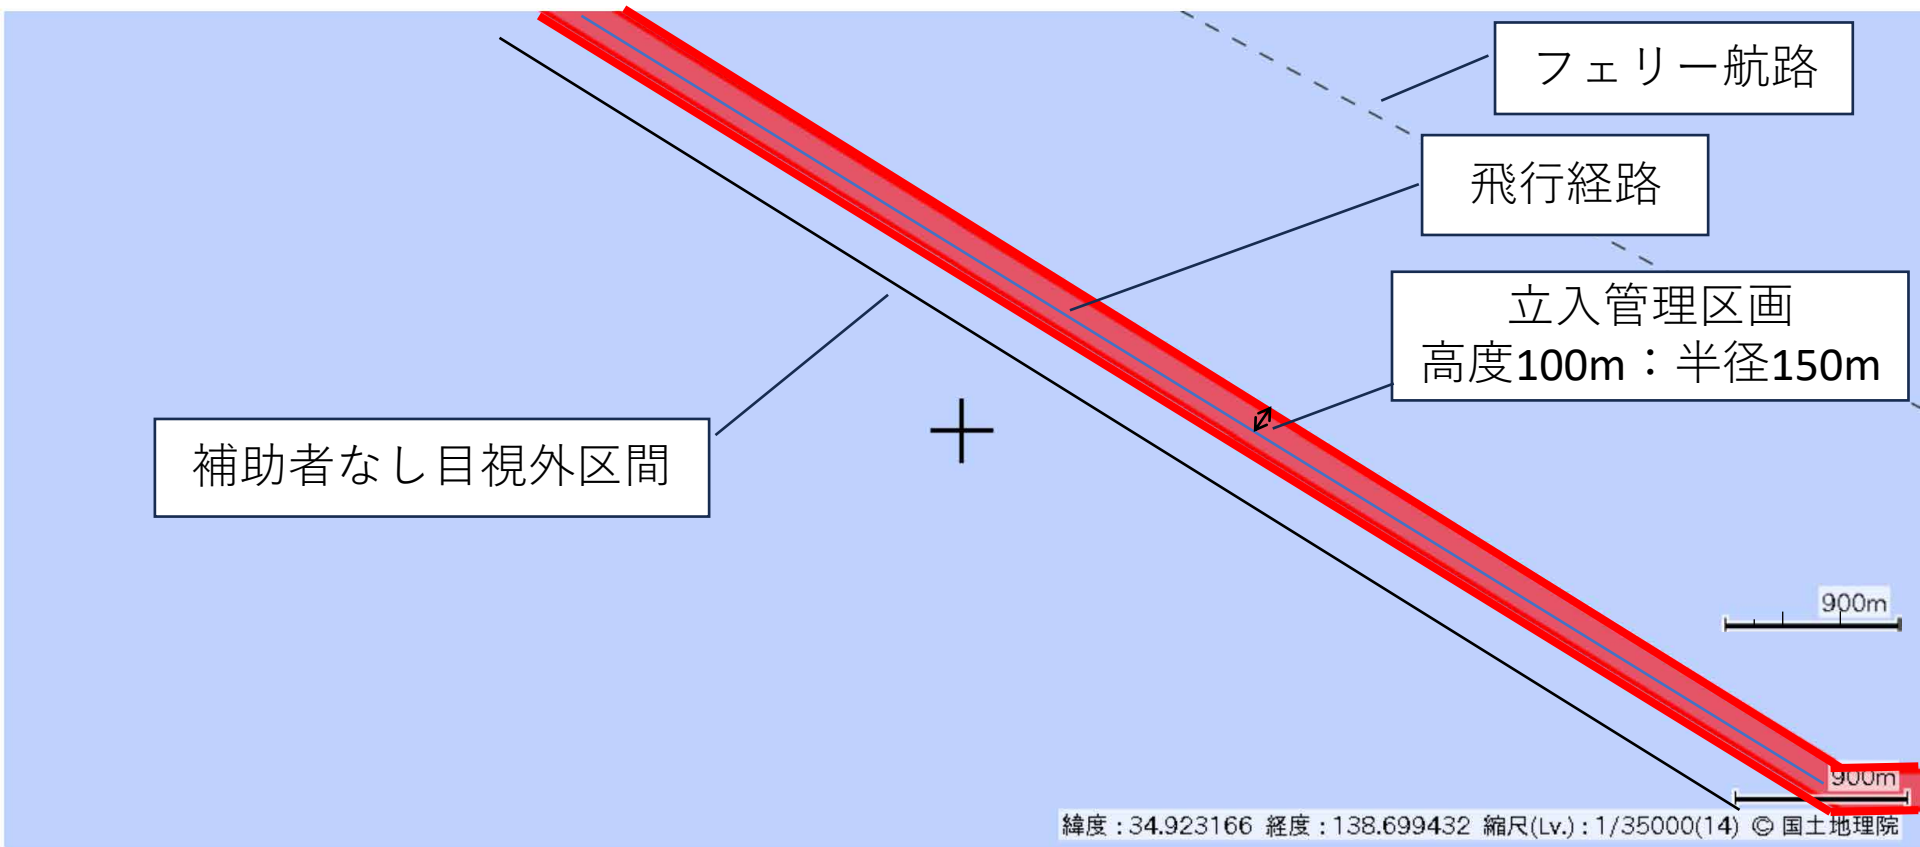 フェリー航路
飛行経路
立入管理区画
高度100m：半径150m
補助者なし目視外区間
900m
900m
緯度：34.923166 経度：138.699432 縮尺(Lv.)：1/35000(14) © 国土地理院